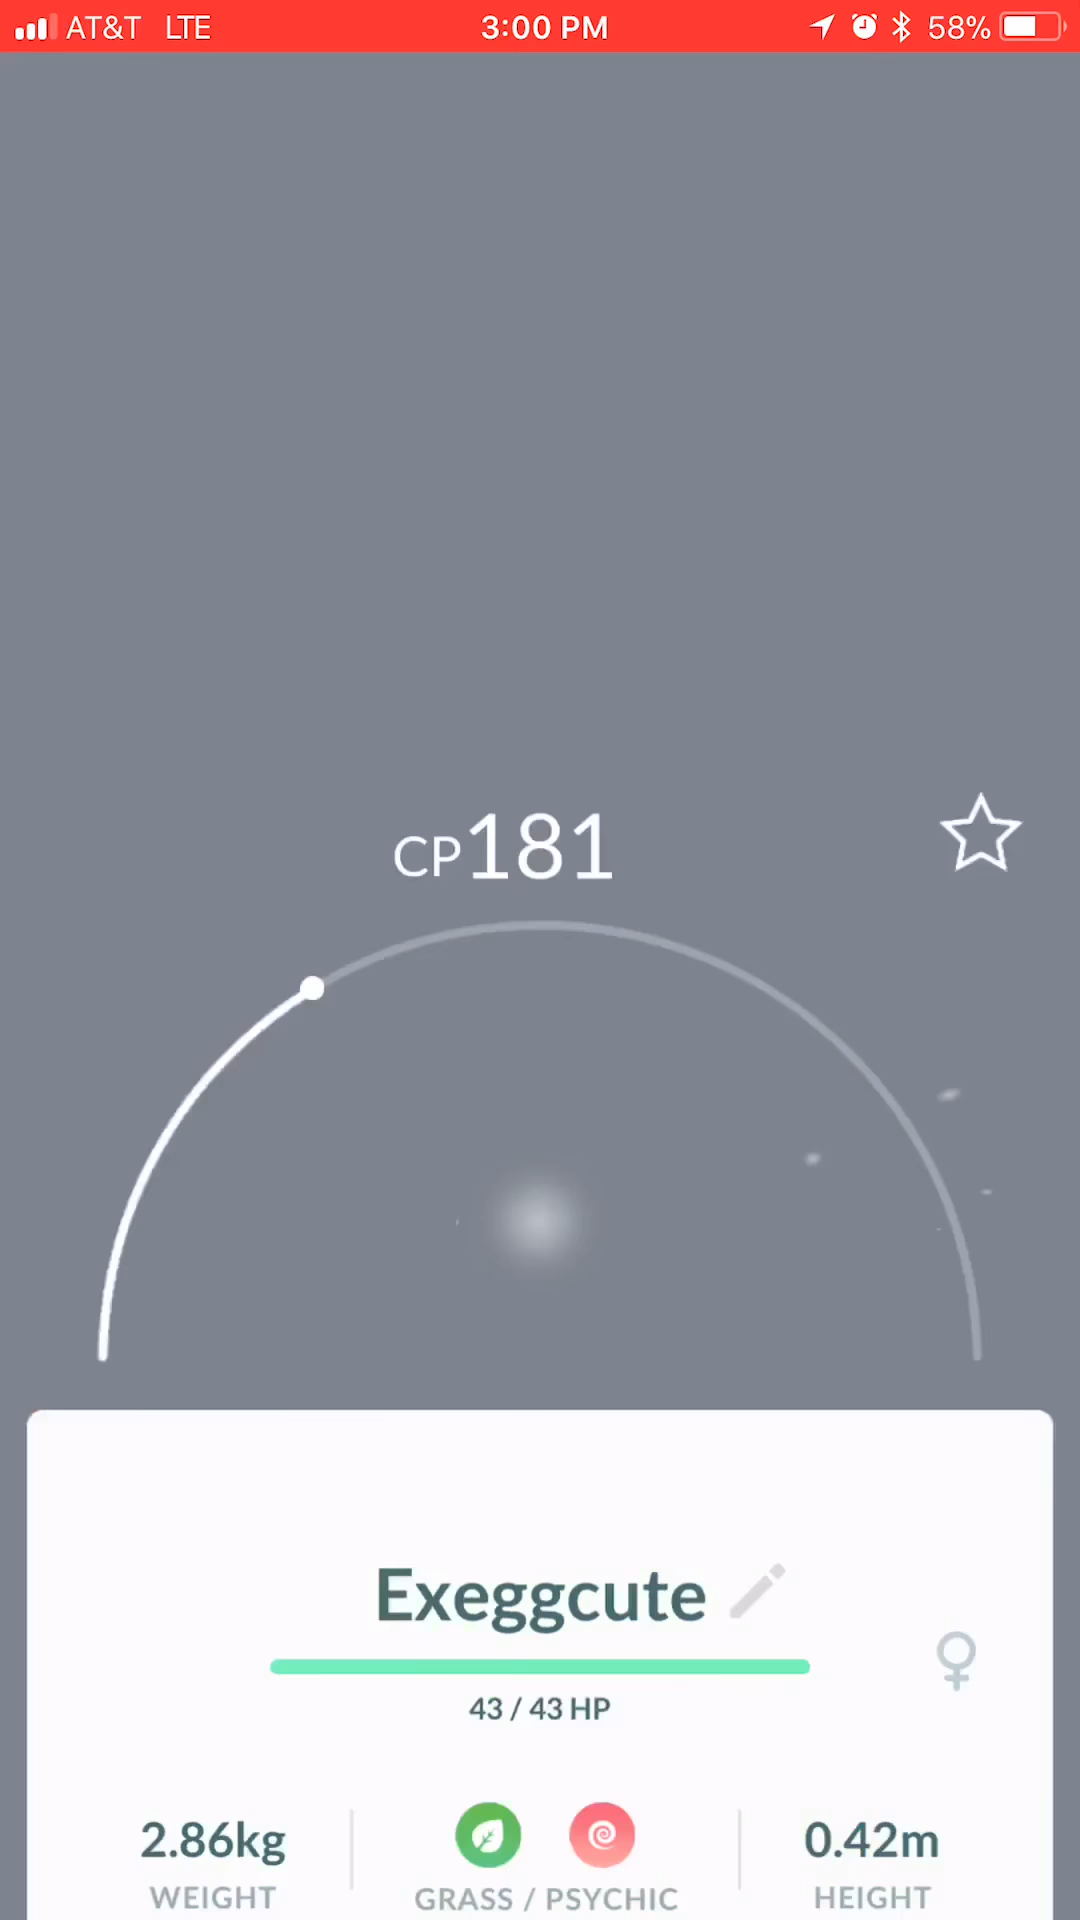 AT&T LTE 3:00 PM 58%
CP181
Exeggcute
43 / 43 HP
2.86kg 0.42m
WEIGHT GRASS / PSYCHIC HEIGHT